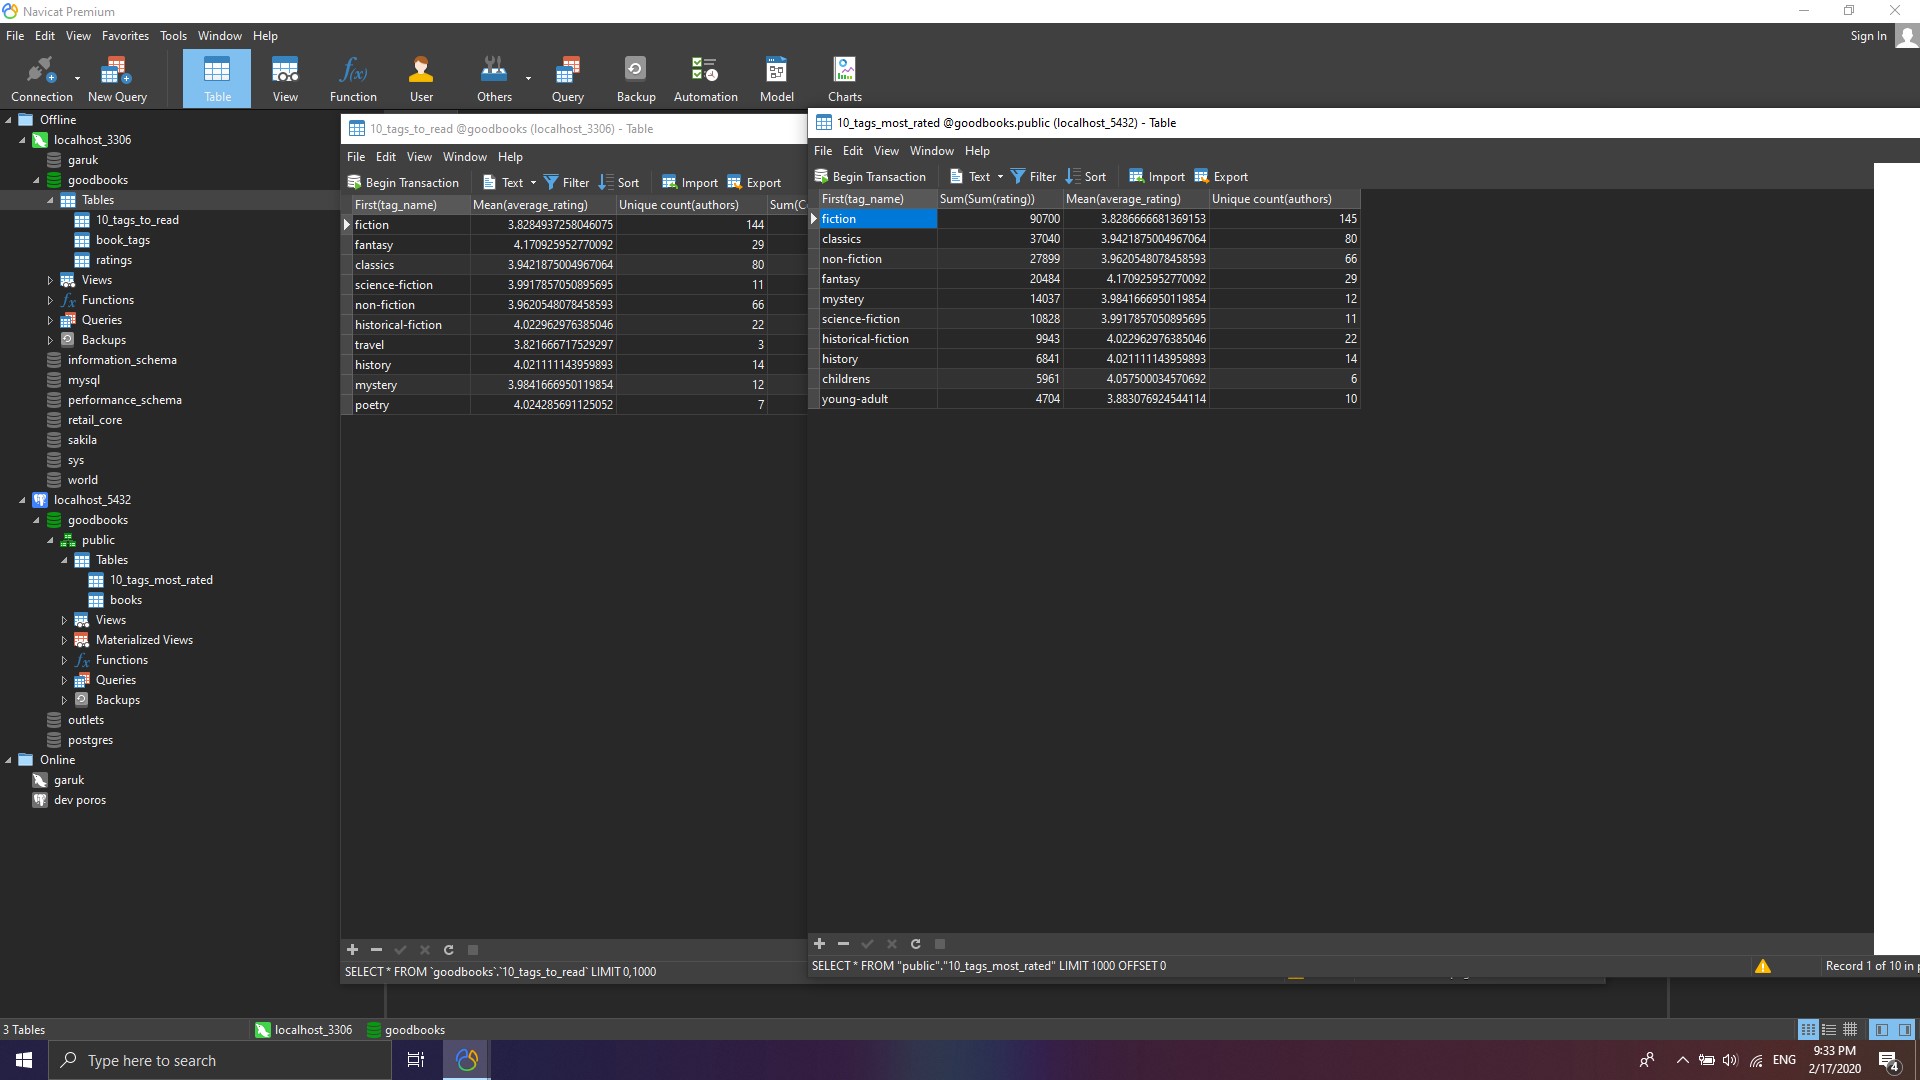 Navicat Premium
File Edit View Favorites Tools Window Help
Sign In
Connection New Query Table View Function User Others Query Backup Automation Model Charts
Offline
localhost_3306
garuk
goodbooks
Tables
10_tags_to_read
book_tags
ratings
Views
Functions
Queries
Backups
information_schema
mysql
performance_schema
retail_core
sakila
sys
world
localhost_5432
goodbooks
public
Tables
10_tags_most_rated
books
Views
Materialized Views
Functions
Queries
Backups
outlets
postgres
Online
garuk
dev poros
10_tags_to_read @goodbooks (localhost_3306) - Table
File Edit View Window Help
Begin Transaction Text Filter Sort Import Export
First(tag_name) Mean(average_rating) Unique count(authors)
fiction 3.8284937258046075 144
fantasy 4.170925952770092 29
classics 3.9421875004967064 80
science-fiction 3.9917857050895695 11
non-fiction 3.9620548078458593 66
historical-fiction 4.022962976385046 22
travel 3.821666717529297 3
history 4.021111143959893 14
mystery 3.9841666950119854 12
poetry 4.024285691125052 7
SELECT * FROM `goodbooks`.`10_tags_to_read` LIMIT 0,1000
10_tags_most_rated @goodbooks.public (localhost_5432) - Table
File Edit View Window Help
Begin Transaction Text Filter Sort Import Export
First(tag_name) Sum(Sum(rating)) Mean(average_rating) Unique count(authors)
fiction 90700 3.8286666681369153 145
classics 37040 3.9421875004967064 80
non-fiction 27899 3.9620548078458593 66
fantasy 20484 4.170925952770092 29
mystery 14037 3.9841666950119854 12
science-fiction 10828 3.9917857050895695 11
historical-fiction 9943 4.022962976385046 22
history 6841 4.021111143959893 14
childrens 5961 4.057500034570692 6
young-adult 4704 3.883076924544114 10
SELECT * FROM "public"."10_tags_most_rated" LIMIT 1000 OFFSET 0
Record 1 of 10 in
3 Tables localhost_3306 goodbooks
Type here to search
ENG
9:33 PM
2/17/2020
4